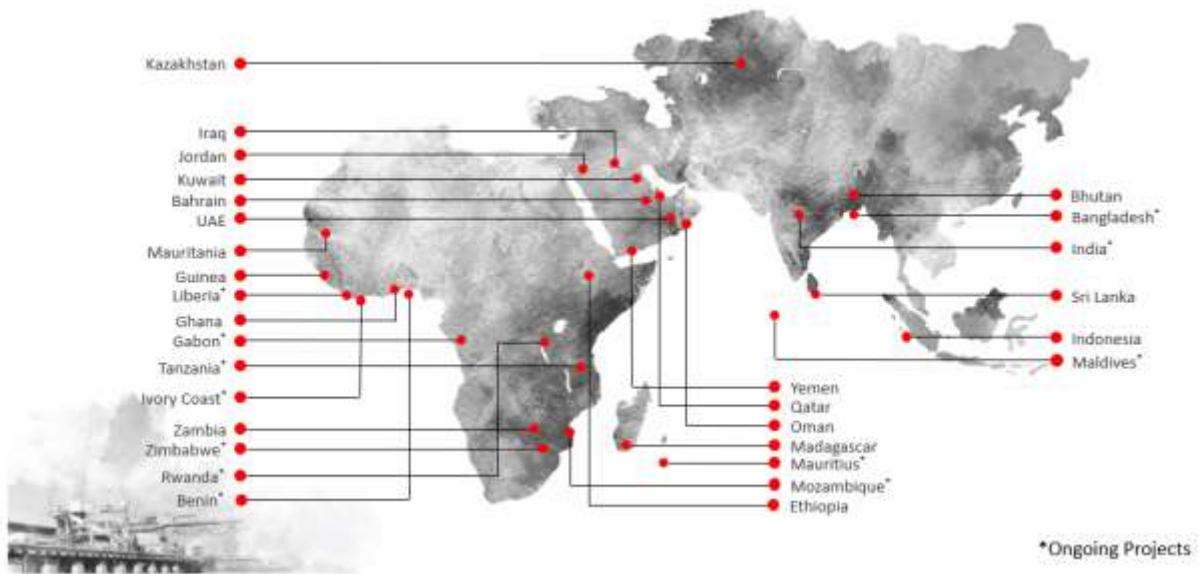 Kazakhstan
Iraq
Jordan
Kuwait
Bahrain
UAE
Mauritania
Guinea
Liberia*
Ghana
Gabon*
Tanzania*
Ivory Coast*
Zambia
Zimbabwe*
Rwanda*
Benin*
Bhutan
Bangladesh*
India*
Sri Lanka
Indonesia
Maldives*
Yemen
Qatar
Oman
Madagascar
Mauritius*
Mozambique*
Ethiopia
*Ongoing Projects